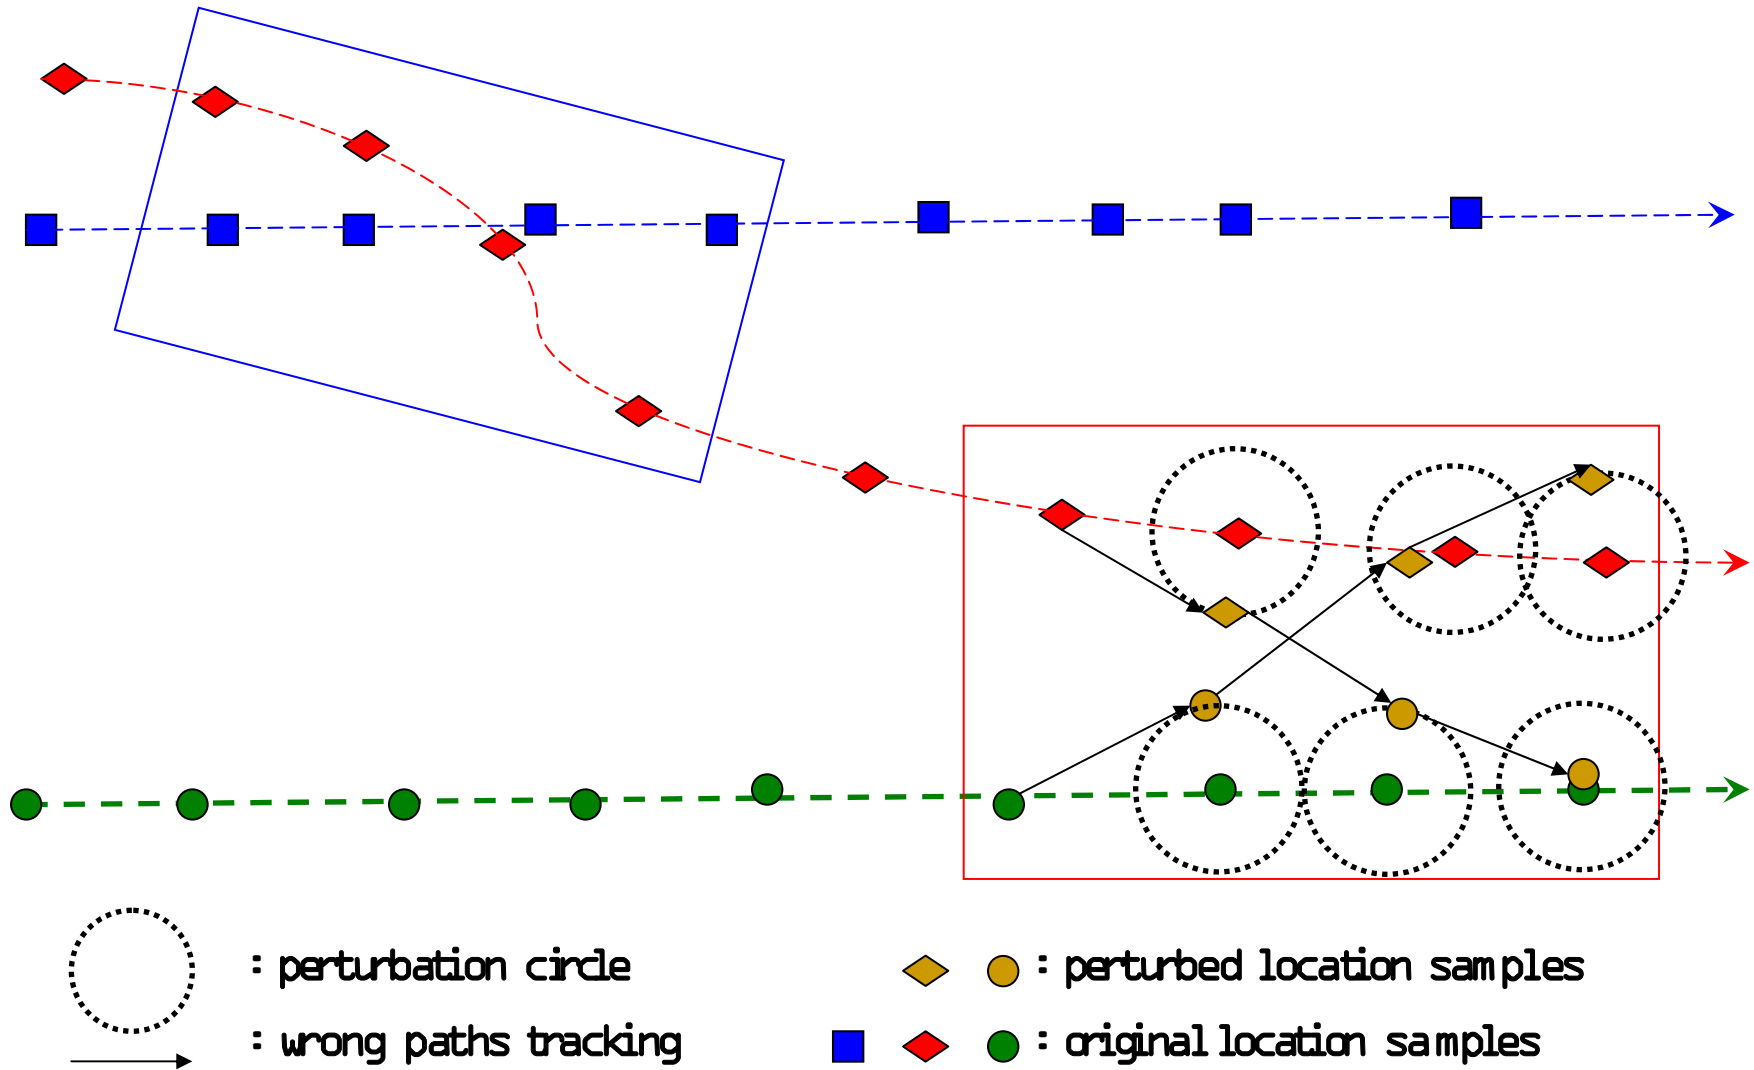 : perturbation circle
: perturbed location samples
: wrong paths tracking
: original location samples